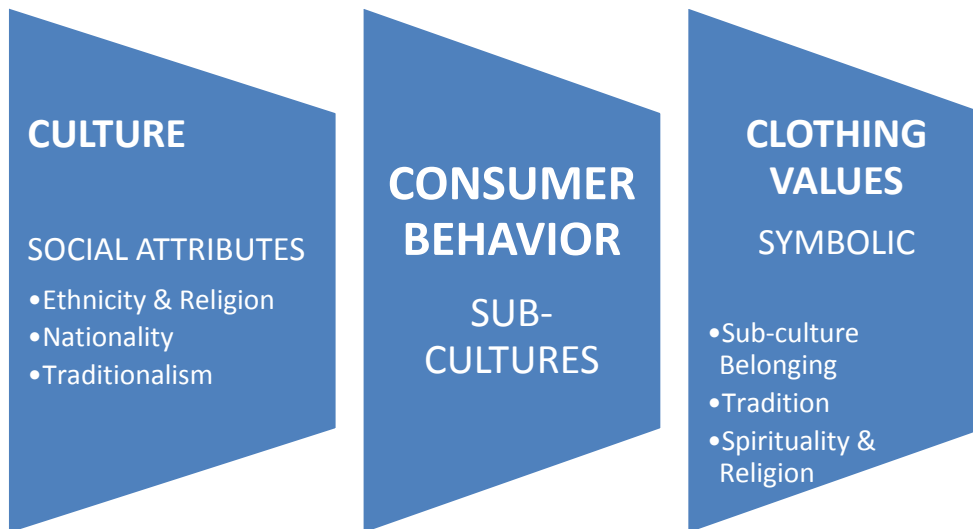 CULTURE
SOCIAL ATTRIBUTES
•Ethnicity & Religion
•Nationality
•Traditionalism
CONSUMER
BEHAVIOR
SUB-
CULTURES
CLOTHING
VALUES
SYMBOLIC
•Sub-culture
Belonging
•Tradition
•Spirituality &
Religion